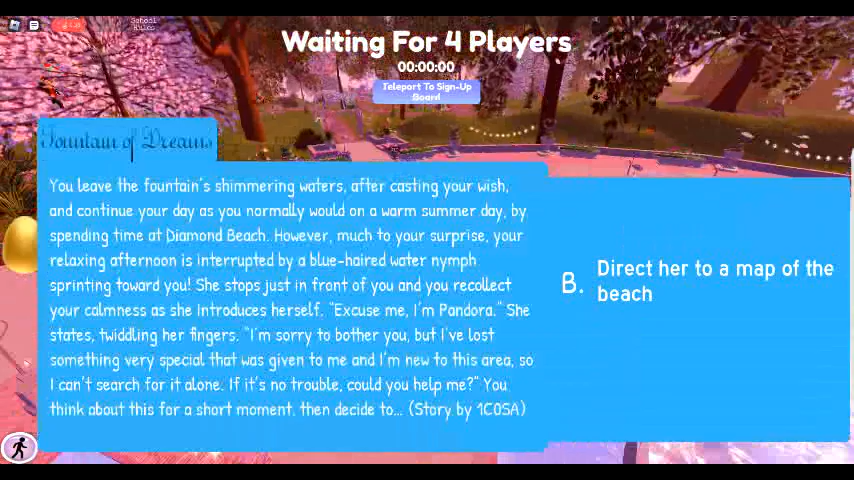 School
Rules
Waiting For 4 Players
00:00:00
Teleport To Sign-Up
Board
Fountain of Dreams
You leave the fountain's shimmering waters, after casting your wish,
and continue your day as you normally would on a warm summer day, by
spending time at Diamond Beach. However, much to your surprise, your
relaxing afternoon is interrupted by a blue-haired water nymph
sprinting toward you! She stops just in front of you and you recollect
your calmness as she introduces herself. "Excuse me, I'm Pandora." She
states, twiddling her fingers. "I'm sorry to bother you, but I've lost
something very special that was given to me and I'm new to this area, so
I can't search for it alone. If it's no trouble, could you help me?" You
think about this for a short moment, then decide to... (Story by 1C0SA)
B. Direct her to a map of the
beach